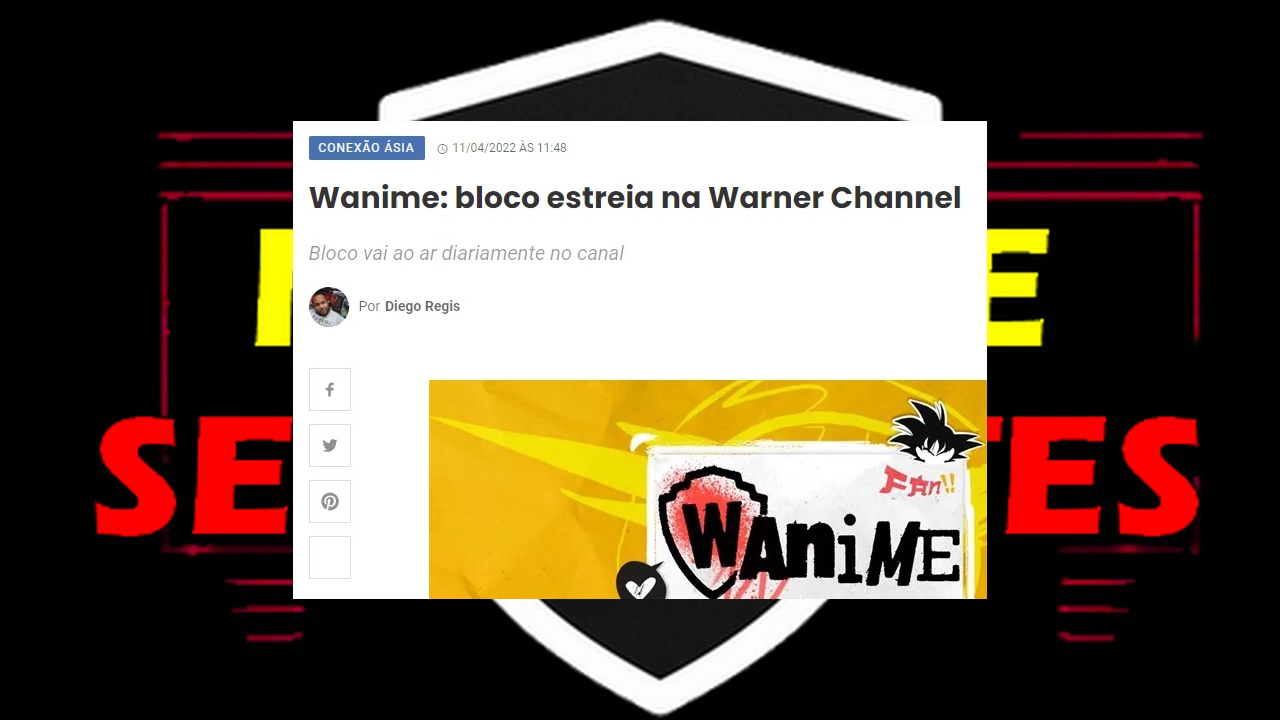 CONEXÃO ÁSIA 11/04/2022 ÀS 11:48
Wanime: bloco estreia na Warner Channel
Bloco vai ao ar diariamente no canal
Por Diego Regis
FAn!!
WAniME